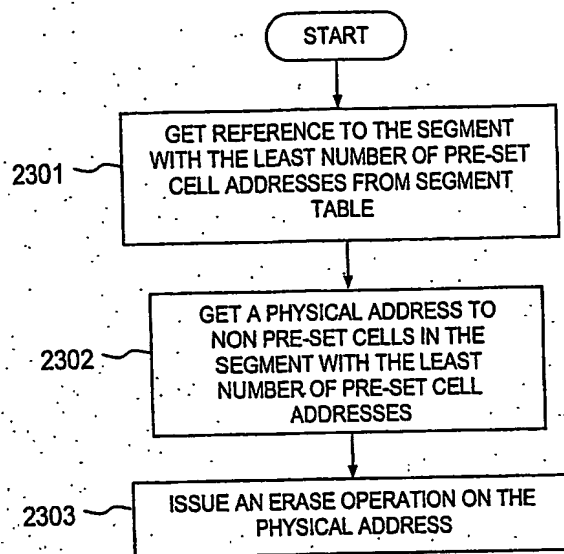 START
GET REFERENCE TO THE SEGMENT
WITH THE LEAST NUMBER OF PRE-SET
CELL ADDRESSES FROM SEGMENT
TABLE
2301
GET A PHYSICAL ADDRESS TO
NON PRE-SET CELLS IN THE
SEGMENT WITH THE LEAST
NUMBER OF PRE-SET CELL
ADDRESSES
2302
ISSUE AN ERASE OPERATION ON THE
PHYSICAL ADDRESS
2303